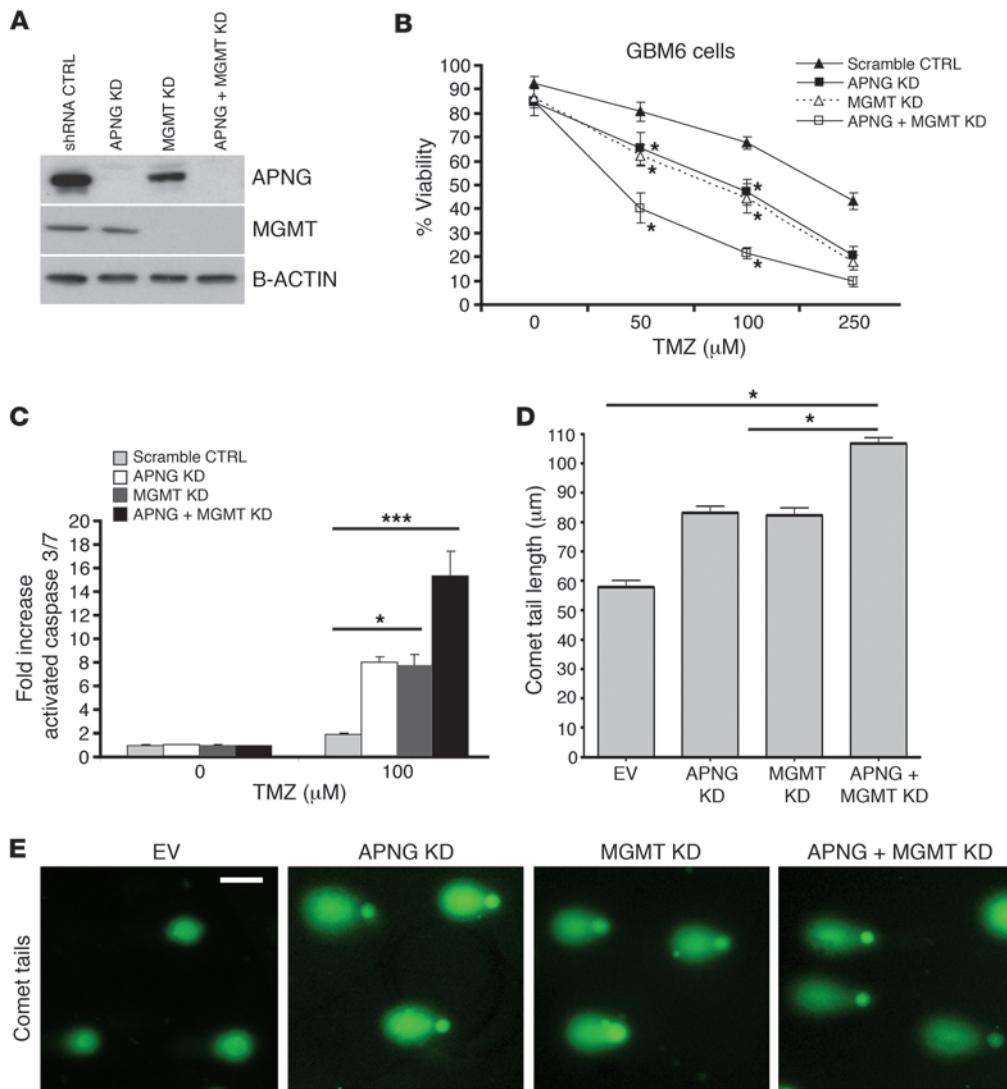 A
shRNA CTRL
APNG KD
MGMT KD
APNG + MGMT KD
APNG
MGMT
B-ACTIN
B
GBM6 cells
Scramble CTRL
APNG KD
MGMT KD
APNG + MGMT KD
% Viability
100
90
80
70
60
50
40
30
20
10
0
* *
* *
* *
0 50 100 250
TMZ (μM)
C
Scramble CTRL
APNG KD
MGMT KD
APNG + MGMT KD
Fold increase
activated caspase 3/7
20
18
16
14
12
10
8
6
4
2
0
***
*
0 100
TMZ (μM)
D
*
*
Comet tail length (μm)
110
100
90
80
70
60
50
40
30
20
10
0
EV
APNG
KD
MGMT
KD
APNG +
MGMT KD
E
EV
APNG KD
MGMT KD
APNG + MGMT KD
Comet tails